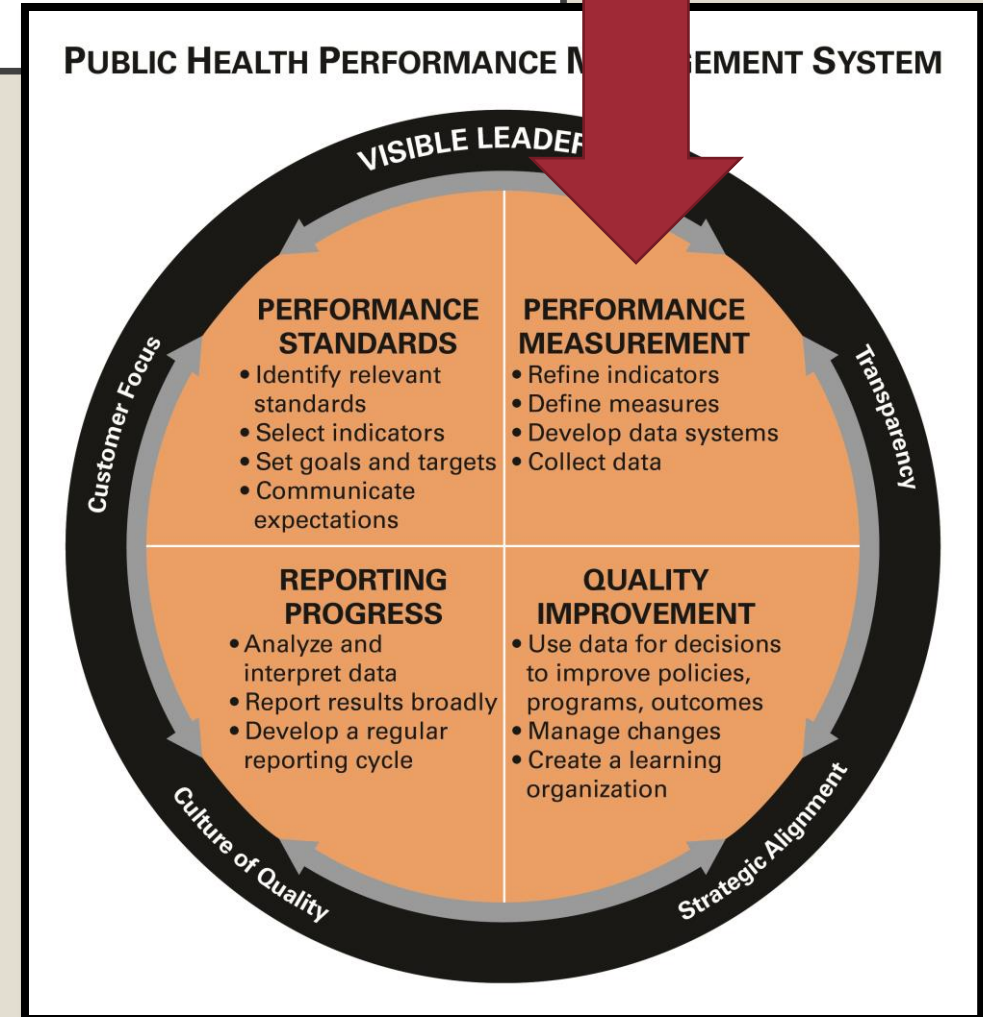 PUBLIC HEALTH PERFORMANCE SYSTEM
VISIBLE
Customer Focus
Transparency
PERFORMANCE
STANDARDS
• Identify relevant
standards
• Select indicators
• Set goals and targets
• Communicate
expectations
PERFORMANCE
MEASUREMENT
• Refine indicators
• Define measures
• Develop data systems
• Collect data
REPORTING
PROGRESS
• Analyze and
interpret data
• Report results broadly
• Develop a regular
reporting cycle
QUALITY
IMPROVEMENT
• Use data for decisions
to improve policies,
programs, outcomes
• Manage changes
• Create a learning
organization
Culture of Quality
Strategic Alignment